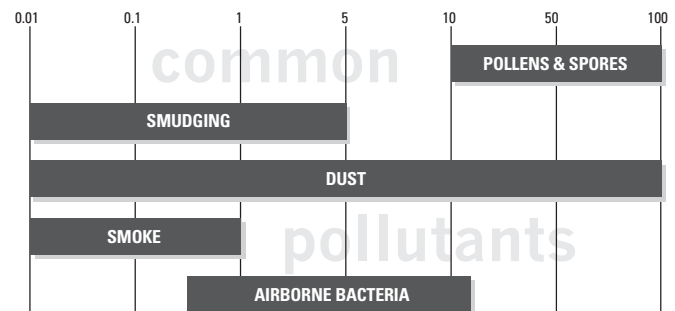 0.01 0.1 1 5 10 50 100
common
POLLENS & SPORES
SMUDGING
DUST
SMOKE
pollutants
AIRBORNE BACTERIA